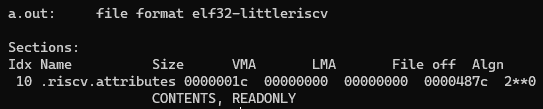 a.out:     file format elf32-littleriscv
Sections:
Idx Name          Size      VMA       LMA       File off  Algn
 10 .riscv.attributes 0000001c  00000000  00000000  0000487c  2**0
                  CONTENTS, READONLY